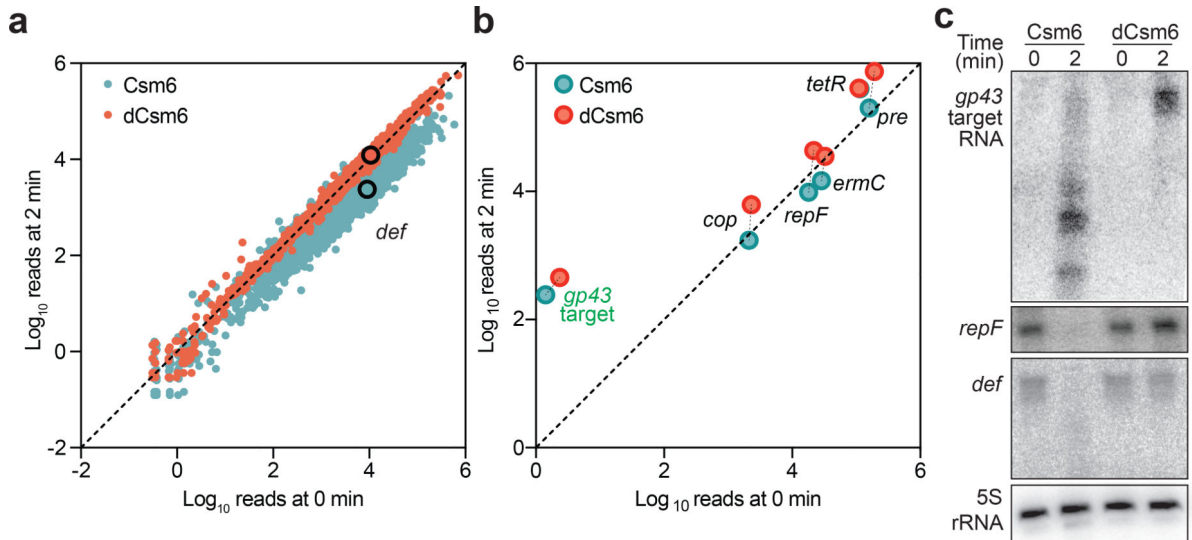 a
6
Csm6
dCsm6
4
2
0
-2
def
Log10 reads at 2 min
-2
0
2
4
6
Log10 reads at 0 min
b
6
Csm6
dCsm6
4
2
0
tetR
pre
ermC
repF
cop
gp43
target
Log10 reads at 2 min
0
2
4
6
Log10 reads at 0 min
c
Csm6 dCsm6
Time 0 2 0 2
(min)
gp43
target
RNA
repF
def
5S
rRNA